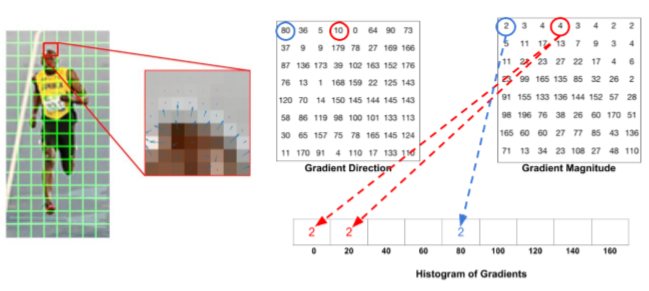 80 36 5 10 0 64 90 73
37 9 9 179 78 27 169 166
87 136 173 39 102 163 152 176
76 13 1 168 159 22 125 143
120 70 14 150 145 144 145 143
58 86 119 98 100 101 133 113
30 65 157 75 78 165 145 124
11 170 91 4 110 17 133 110
Gradient Direction
2 3 4 4 3 4 2 2
5 11 17 13 7 9 3 4
11 21 23 27 22 17 4 6
23 99 165 135 85 32 26 2
91 155 133 136 144 152 57 28
98 196 76 38 26 60 170 51
165 60 60 27 77 85 43 136
71 13 34 23 108 27 48 110
Gradient Magnitude
2 2 2
0 20 40 60 80 100 120 140 160
Histogram of Gradients